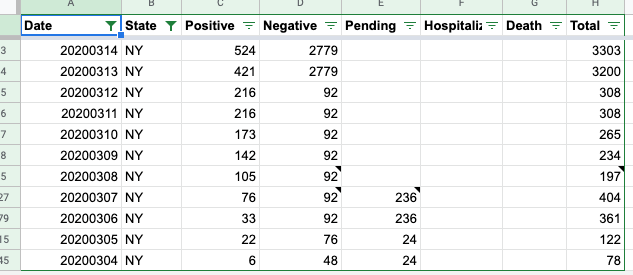 A B C D E F G H
Date State Positive Negative Pending Hospitaliz Death Total
3 20200314 NY 524 2779 3303
4 20200313 NY 421 2779 3200
5 20200312 NY 216 92 308
6 20200311 NY 216 92 308
7 20200310 NY 173 92 265
8 20200309 NY 142 92 234
5 20200308 NY 105 92 197
27 20200307 NY 76 92 236 404
79 20200306 NY 33 92 236 361
15 20200305 NY 22 76 24 122
45 20200304 NY 6 48 24 78